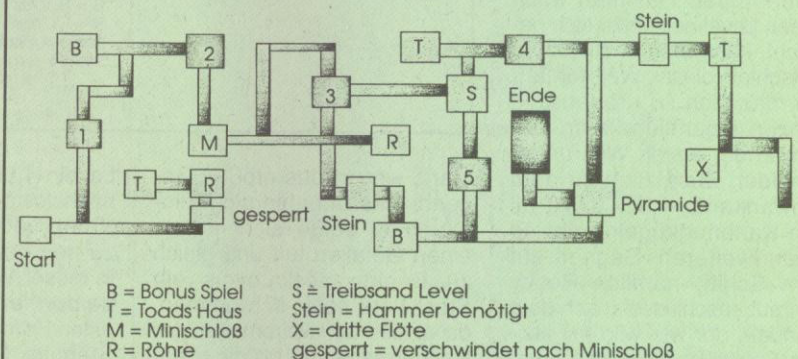 Stein
B
2
T
4
T
3
S
Ende
1
M
R
5
X
T
R
gesperrt
Stein
Pyramide
B
Start
B = Bonus Spiel
T = Toads Haus
M = Minischloß
R = Röhre
S = Treibsand Level
Stein = Hammer benötigt
X = dritte Flöte
gesperrt = verschwindet nach Minischloß